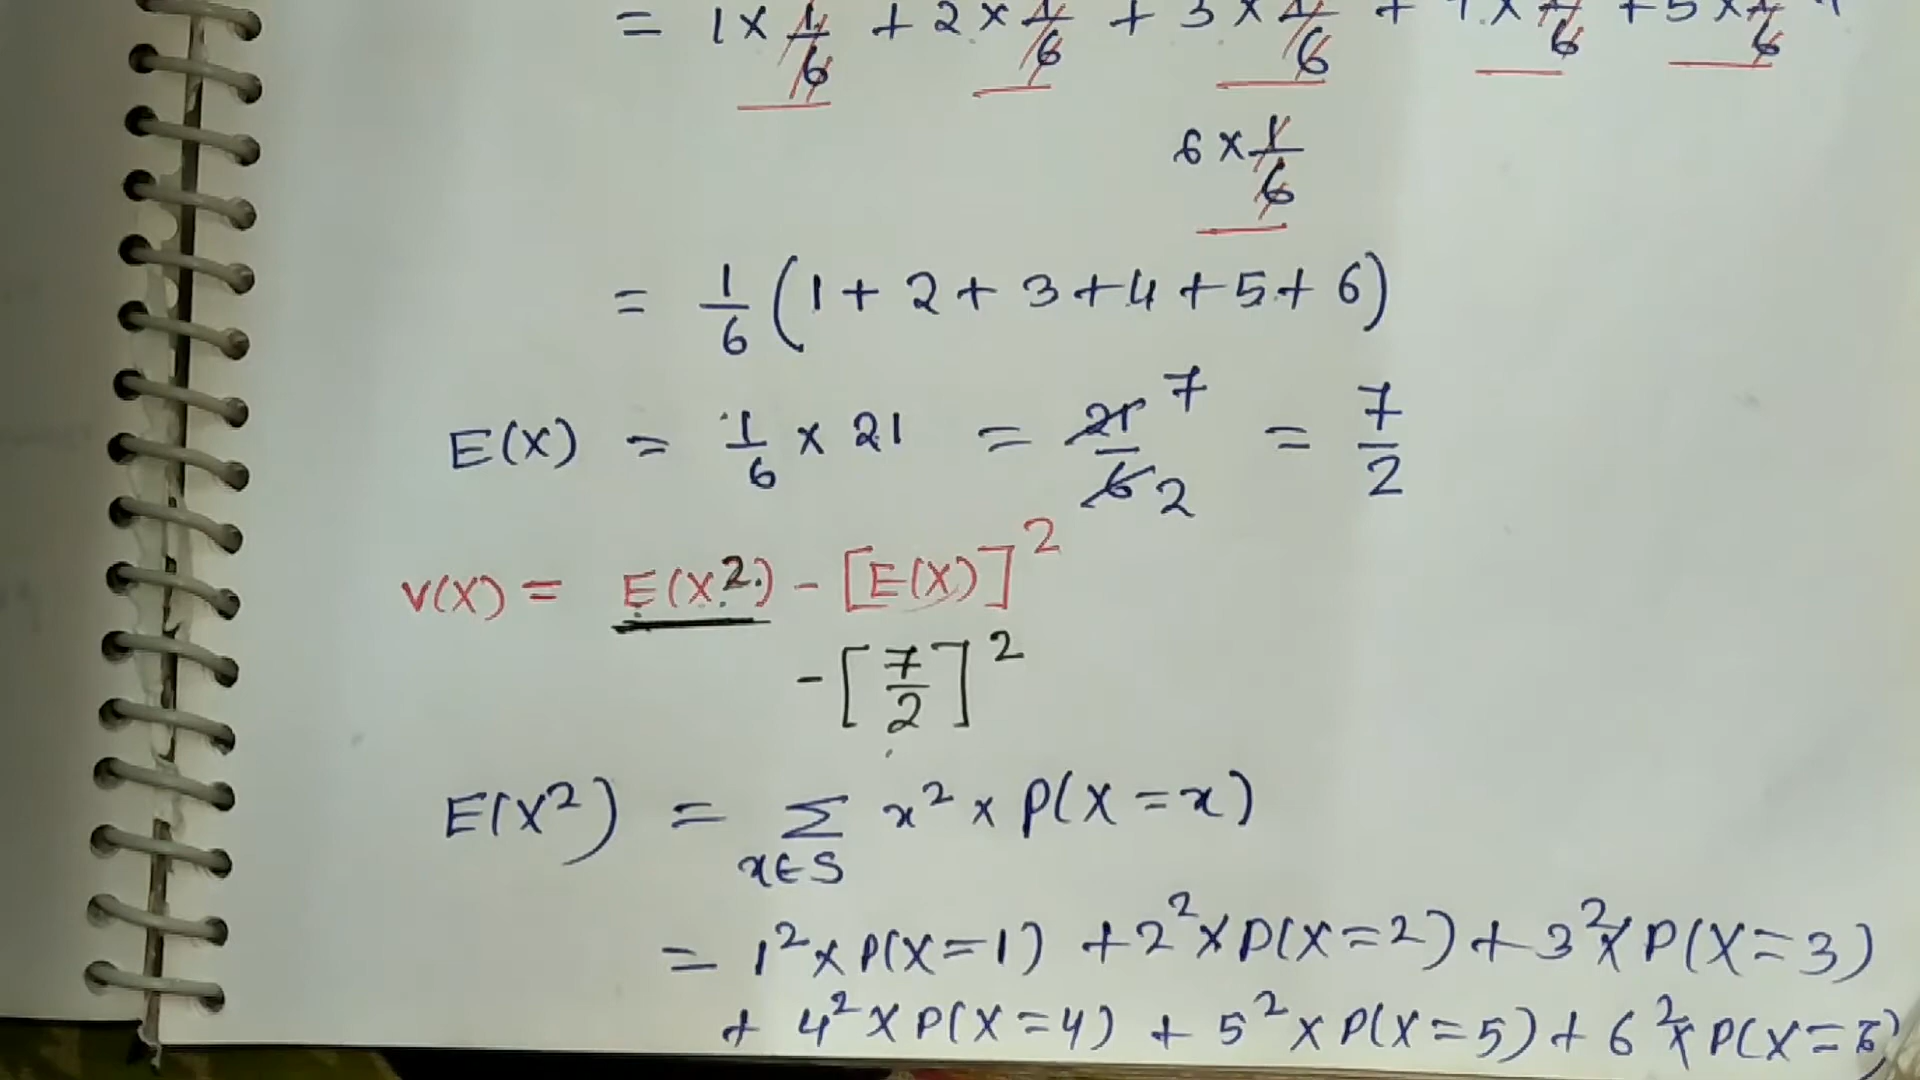 = 1 × 1/6 + 2 × 1/6 + 3 × 1/6 + 4 × 1/6 + 5 × 1/6 +
6 × 1/6
= 1/6 (1 + 2 + 3 + 4 + 5 + 6)
E(X) = 1/6 × 21 = 21/6 7/2 = 7/2
V(X) = E(X²) - [E(X)]²
- [7/2]²
E(X²) = Σ x² × P(X = x)
x∈S
= 1² × P(X = 1) + 2² × P(X = 2) + 3² × P(X = 3)
+ 4² × P(X = 4) + 5² × P(X = 5) + 6² × P(X = 6)